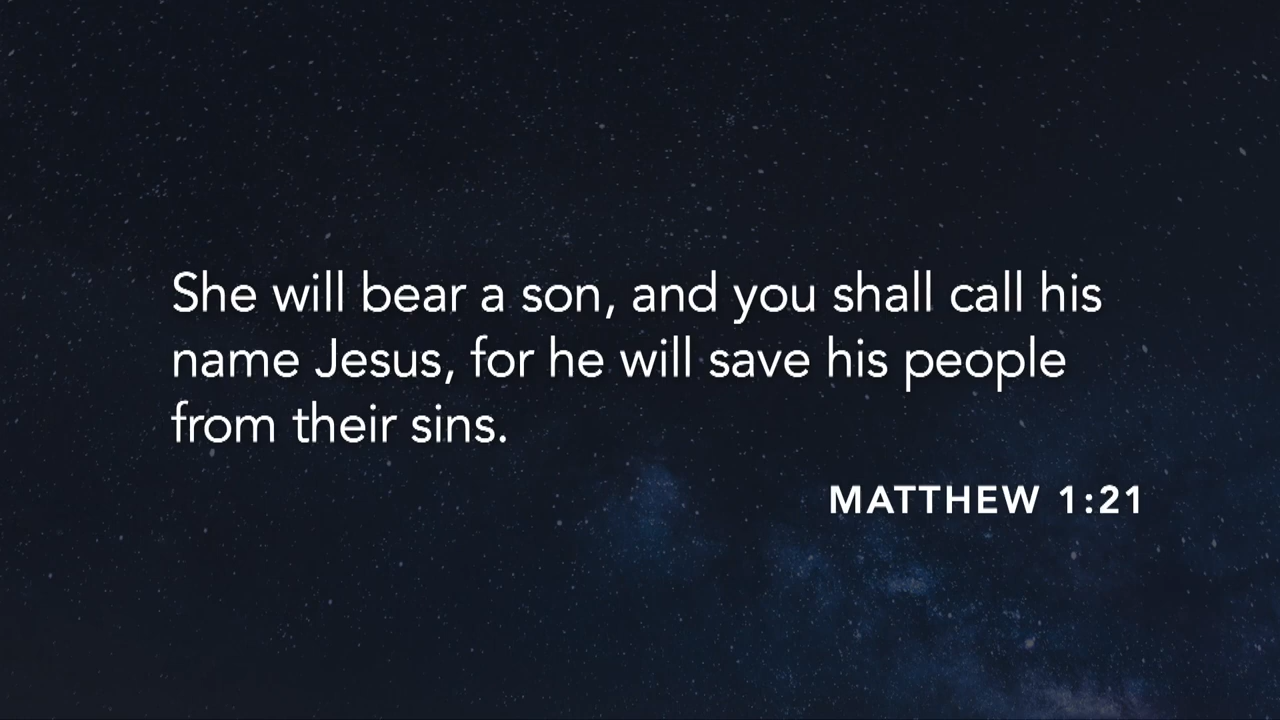 She will bear a son, and you shall call his
name Jesus, for he will save his people
from their sins.
MATTHEW 1:21